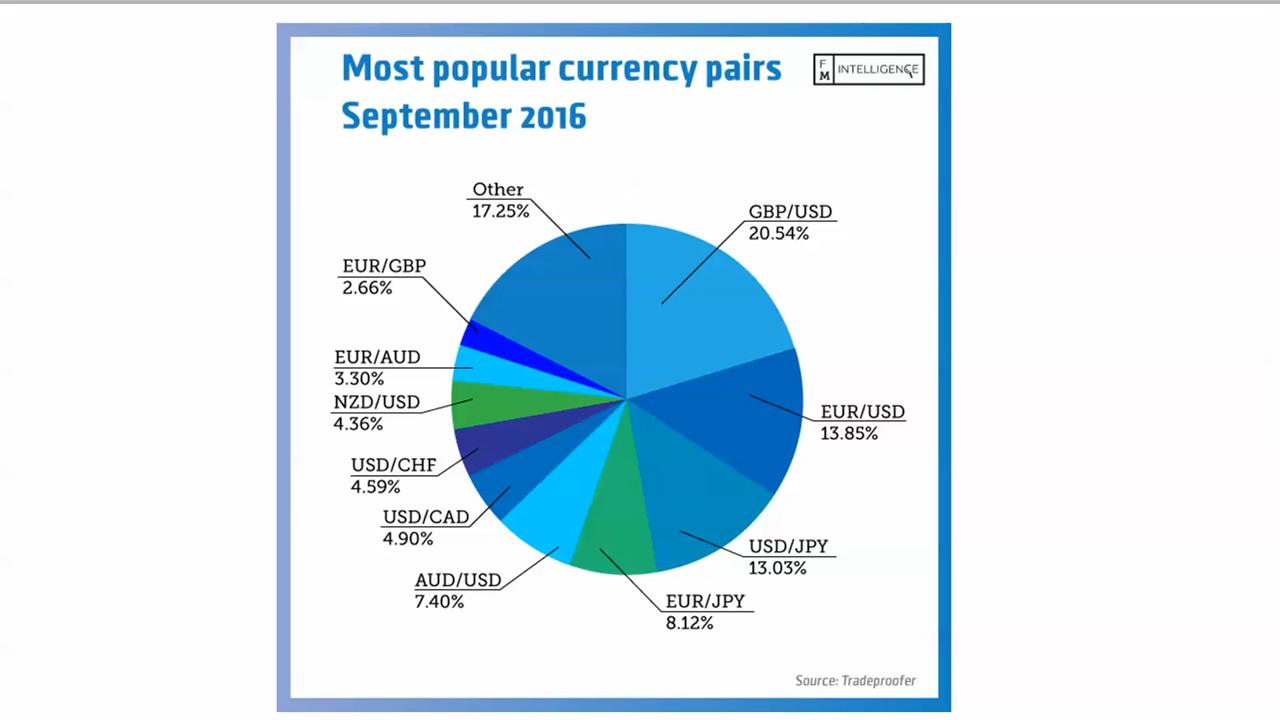 Most popular currency pairs
September 2016
FM INTELLIGENCE
Other
17.25%
GBP/USD
20.54%
EUR/GBP
2.66%
EUR/AUD
3.30%
NZD/USD
4.36%
EUR/USD
13.85%
USD/CHF
4.59%
USD/CAD
4.90%
USD/JPY
13.03%
AUD/USD
7.40%
EUR/JPY
8.12%
Source: Tradeproofer